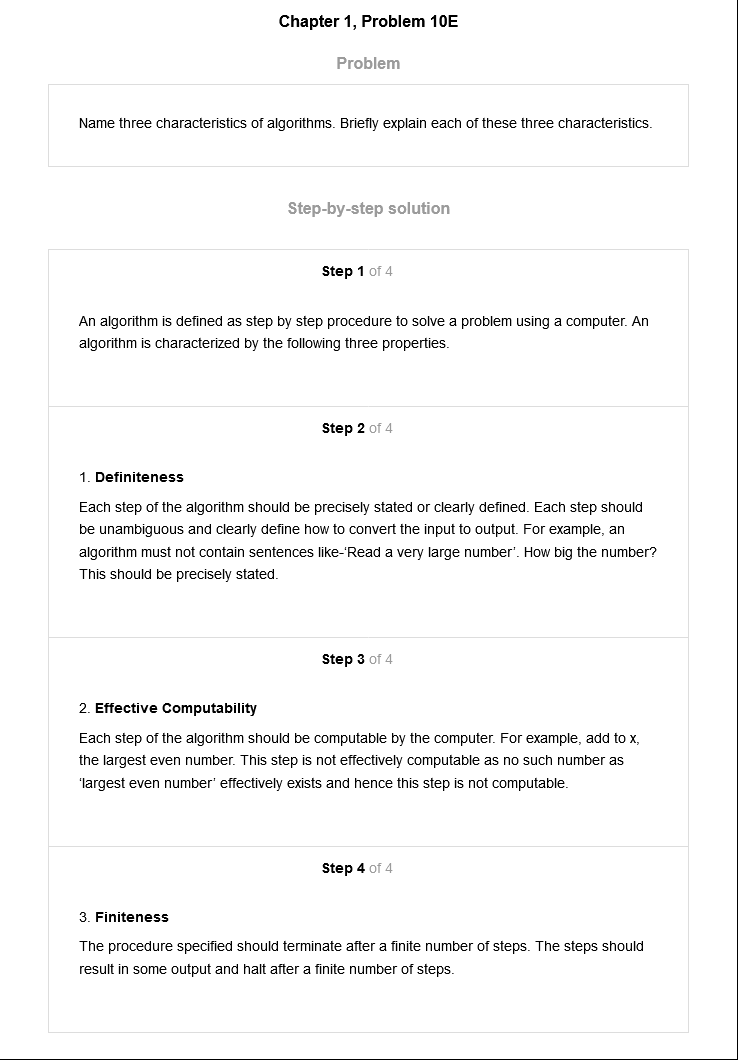 Chapter 1, Problem 10E
Problem
Name three characteristics of algorithms. Briefly explain each of these three characteristics.
Step-by-step solution
Step 1 of 4
An algorithm is defined as step by step procedure to solve a problem using a computer. An
algorithm is characterized by the following three properties.
Step 2 of 4
1. Definiteness
Each step of the algorithm should be precisely stated or clearly defined. Each step should
be unambiguous and clearly define how to convert the input to output. For example, an
algorithm must not contain sentences like-‘Read a very large number’. How big the number?
This should be precisely stated.
Step 3 of 4
2. Effective Computability
Each step of the algorithm should be computable by the computer. For example, add to x,
the largest even number. This step is not effectively computable as no such number as
‘largest even number’ effectively exists and hence this step is not computable.
Step 4 of 4
3. Finiteness
The procedure specified should terminate after a finite number of steps. The steps should
result in some output and halt after a finite number of steps.